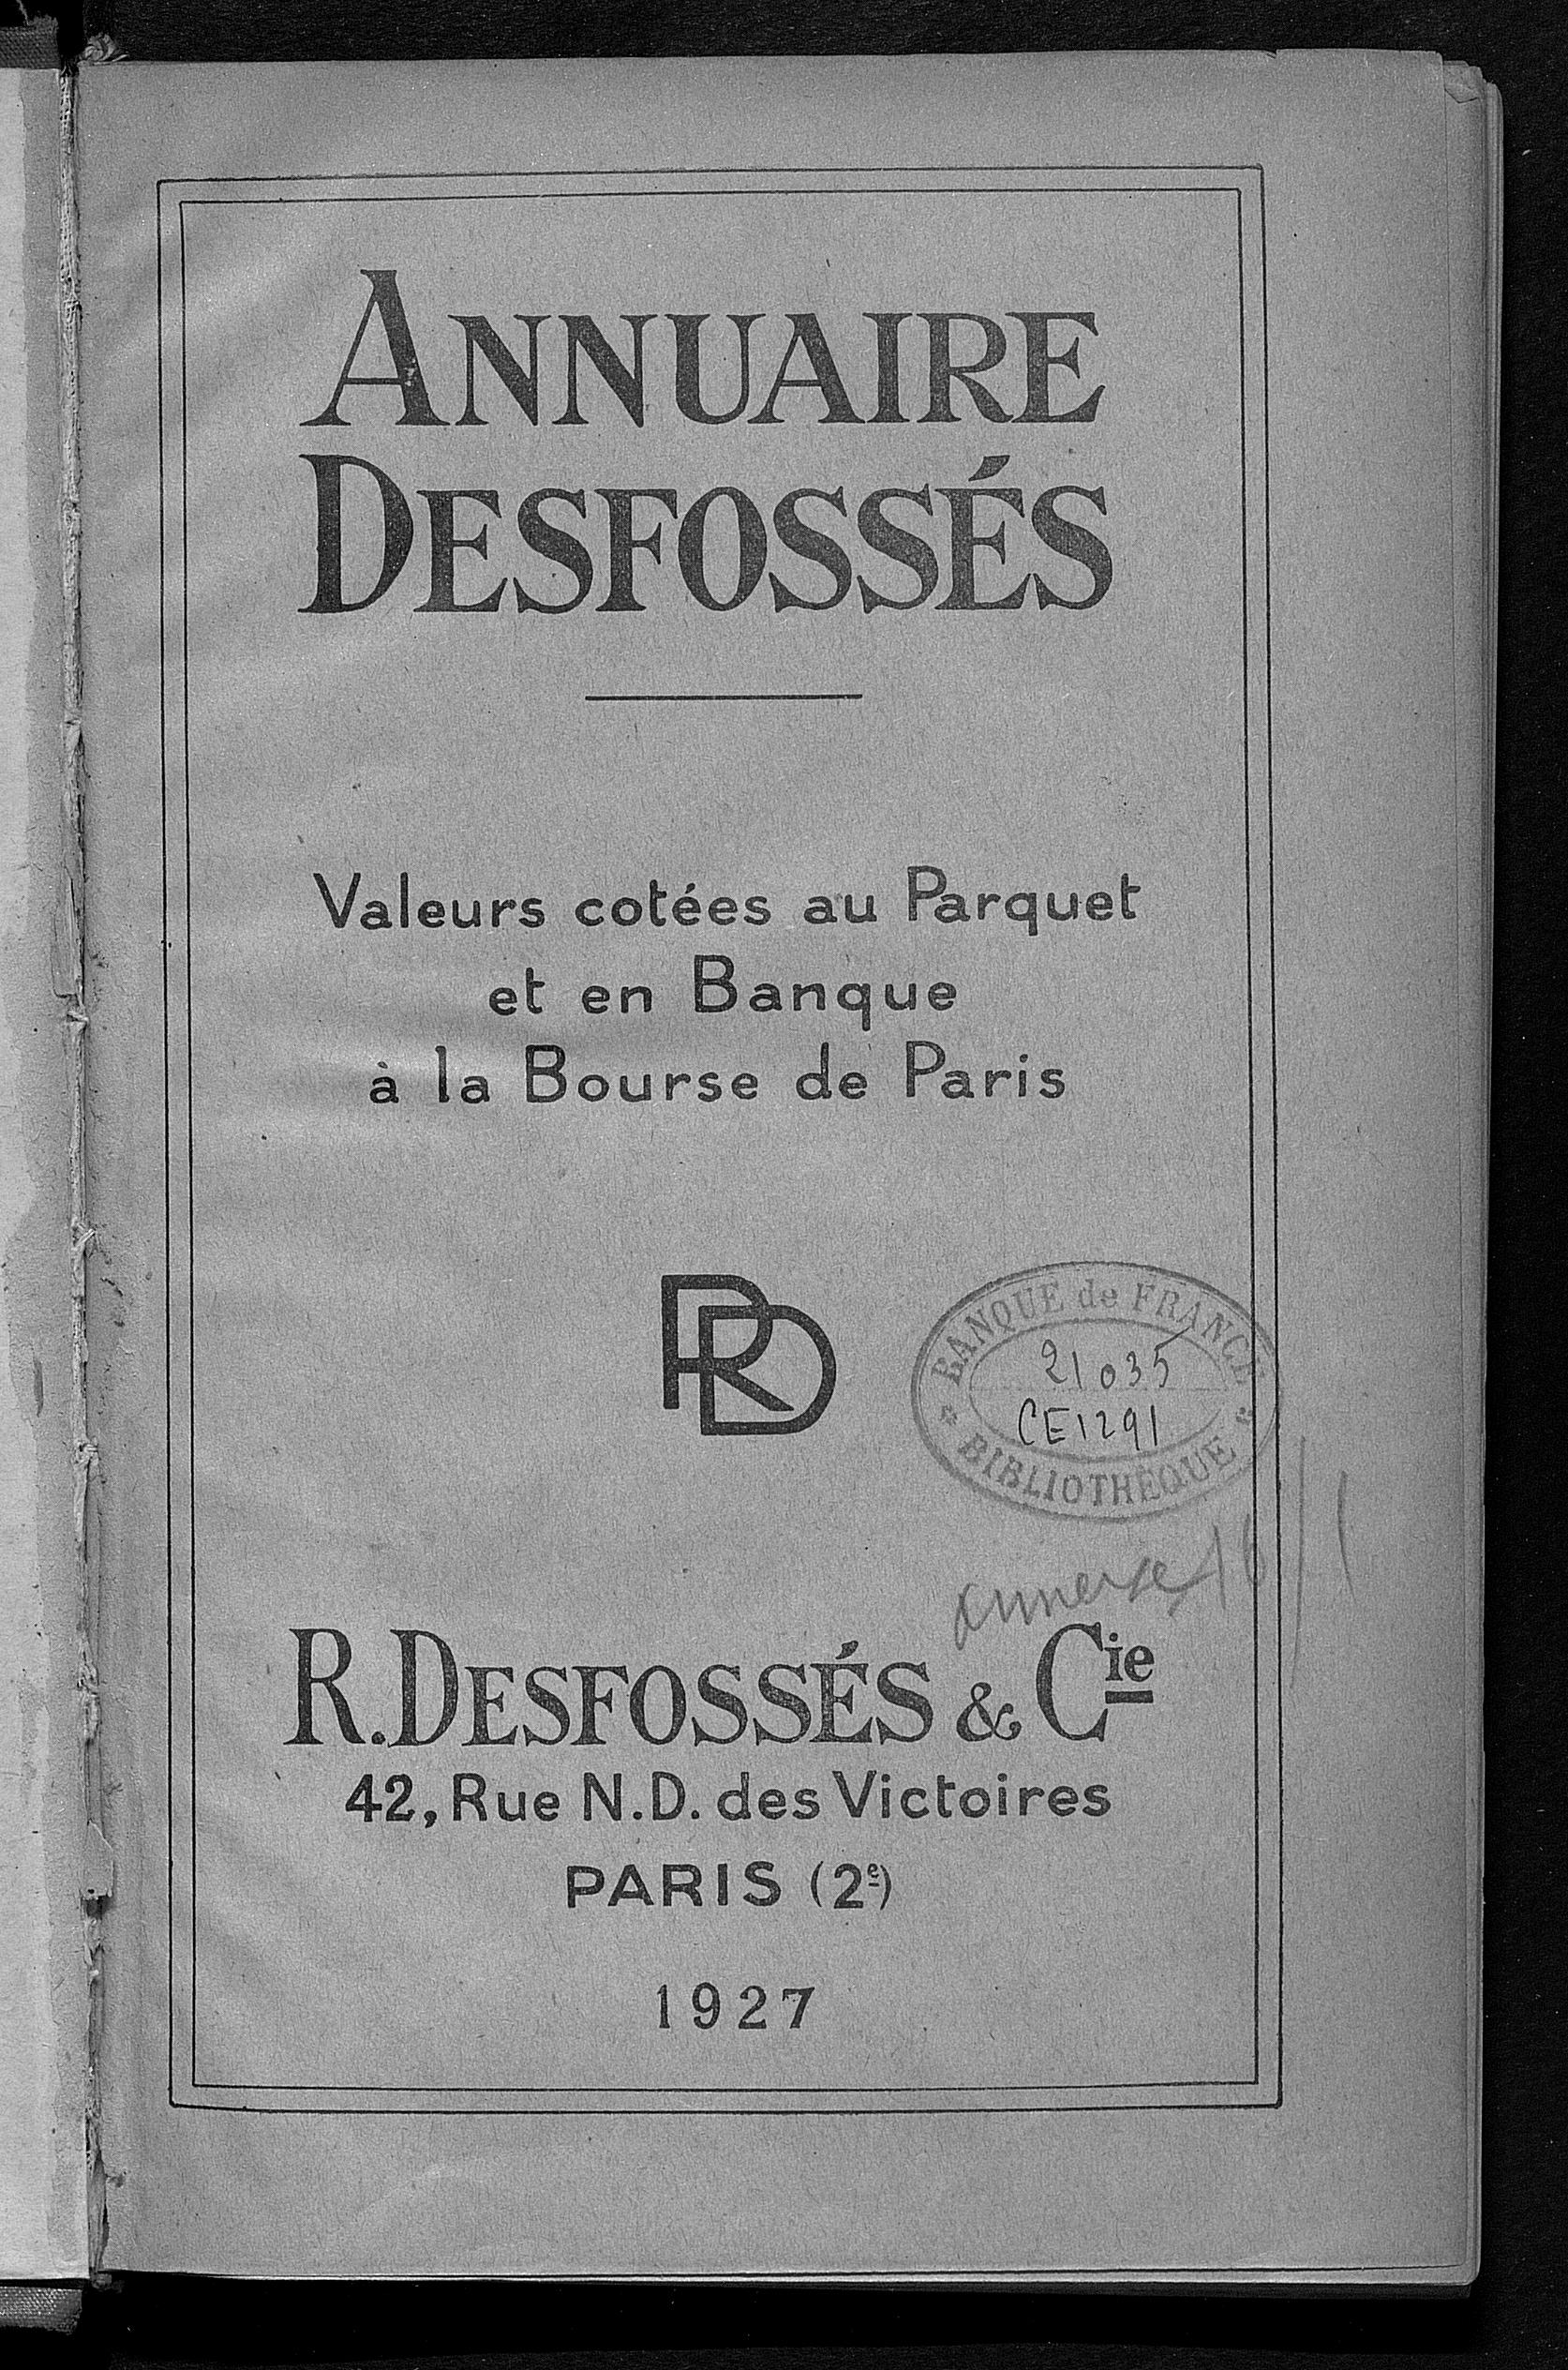 ANNUAIRE
DESFOSSÉS
Valeurs cotées au Parquet
et en Banque
à la Bourse de Paris
RD
BANQUE de FRANCE
21035
CE1291
BIBLIOTHÈQUE
R. DESFOSSÉS & Cie
42, Rue N.D. des Victoires
PARIS (2e)
1927